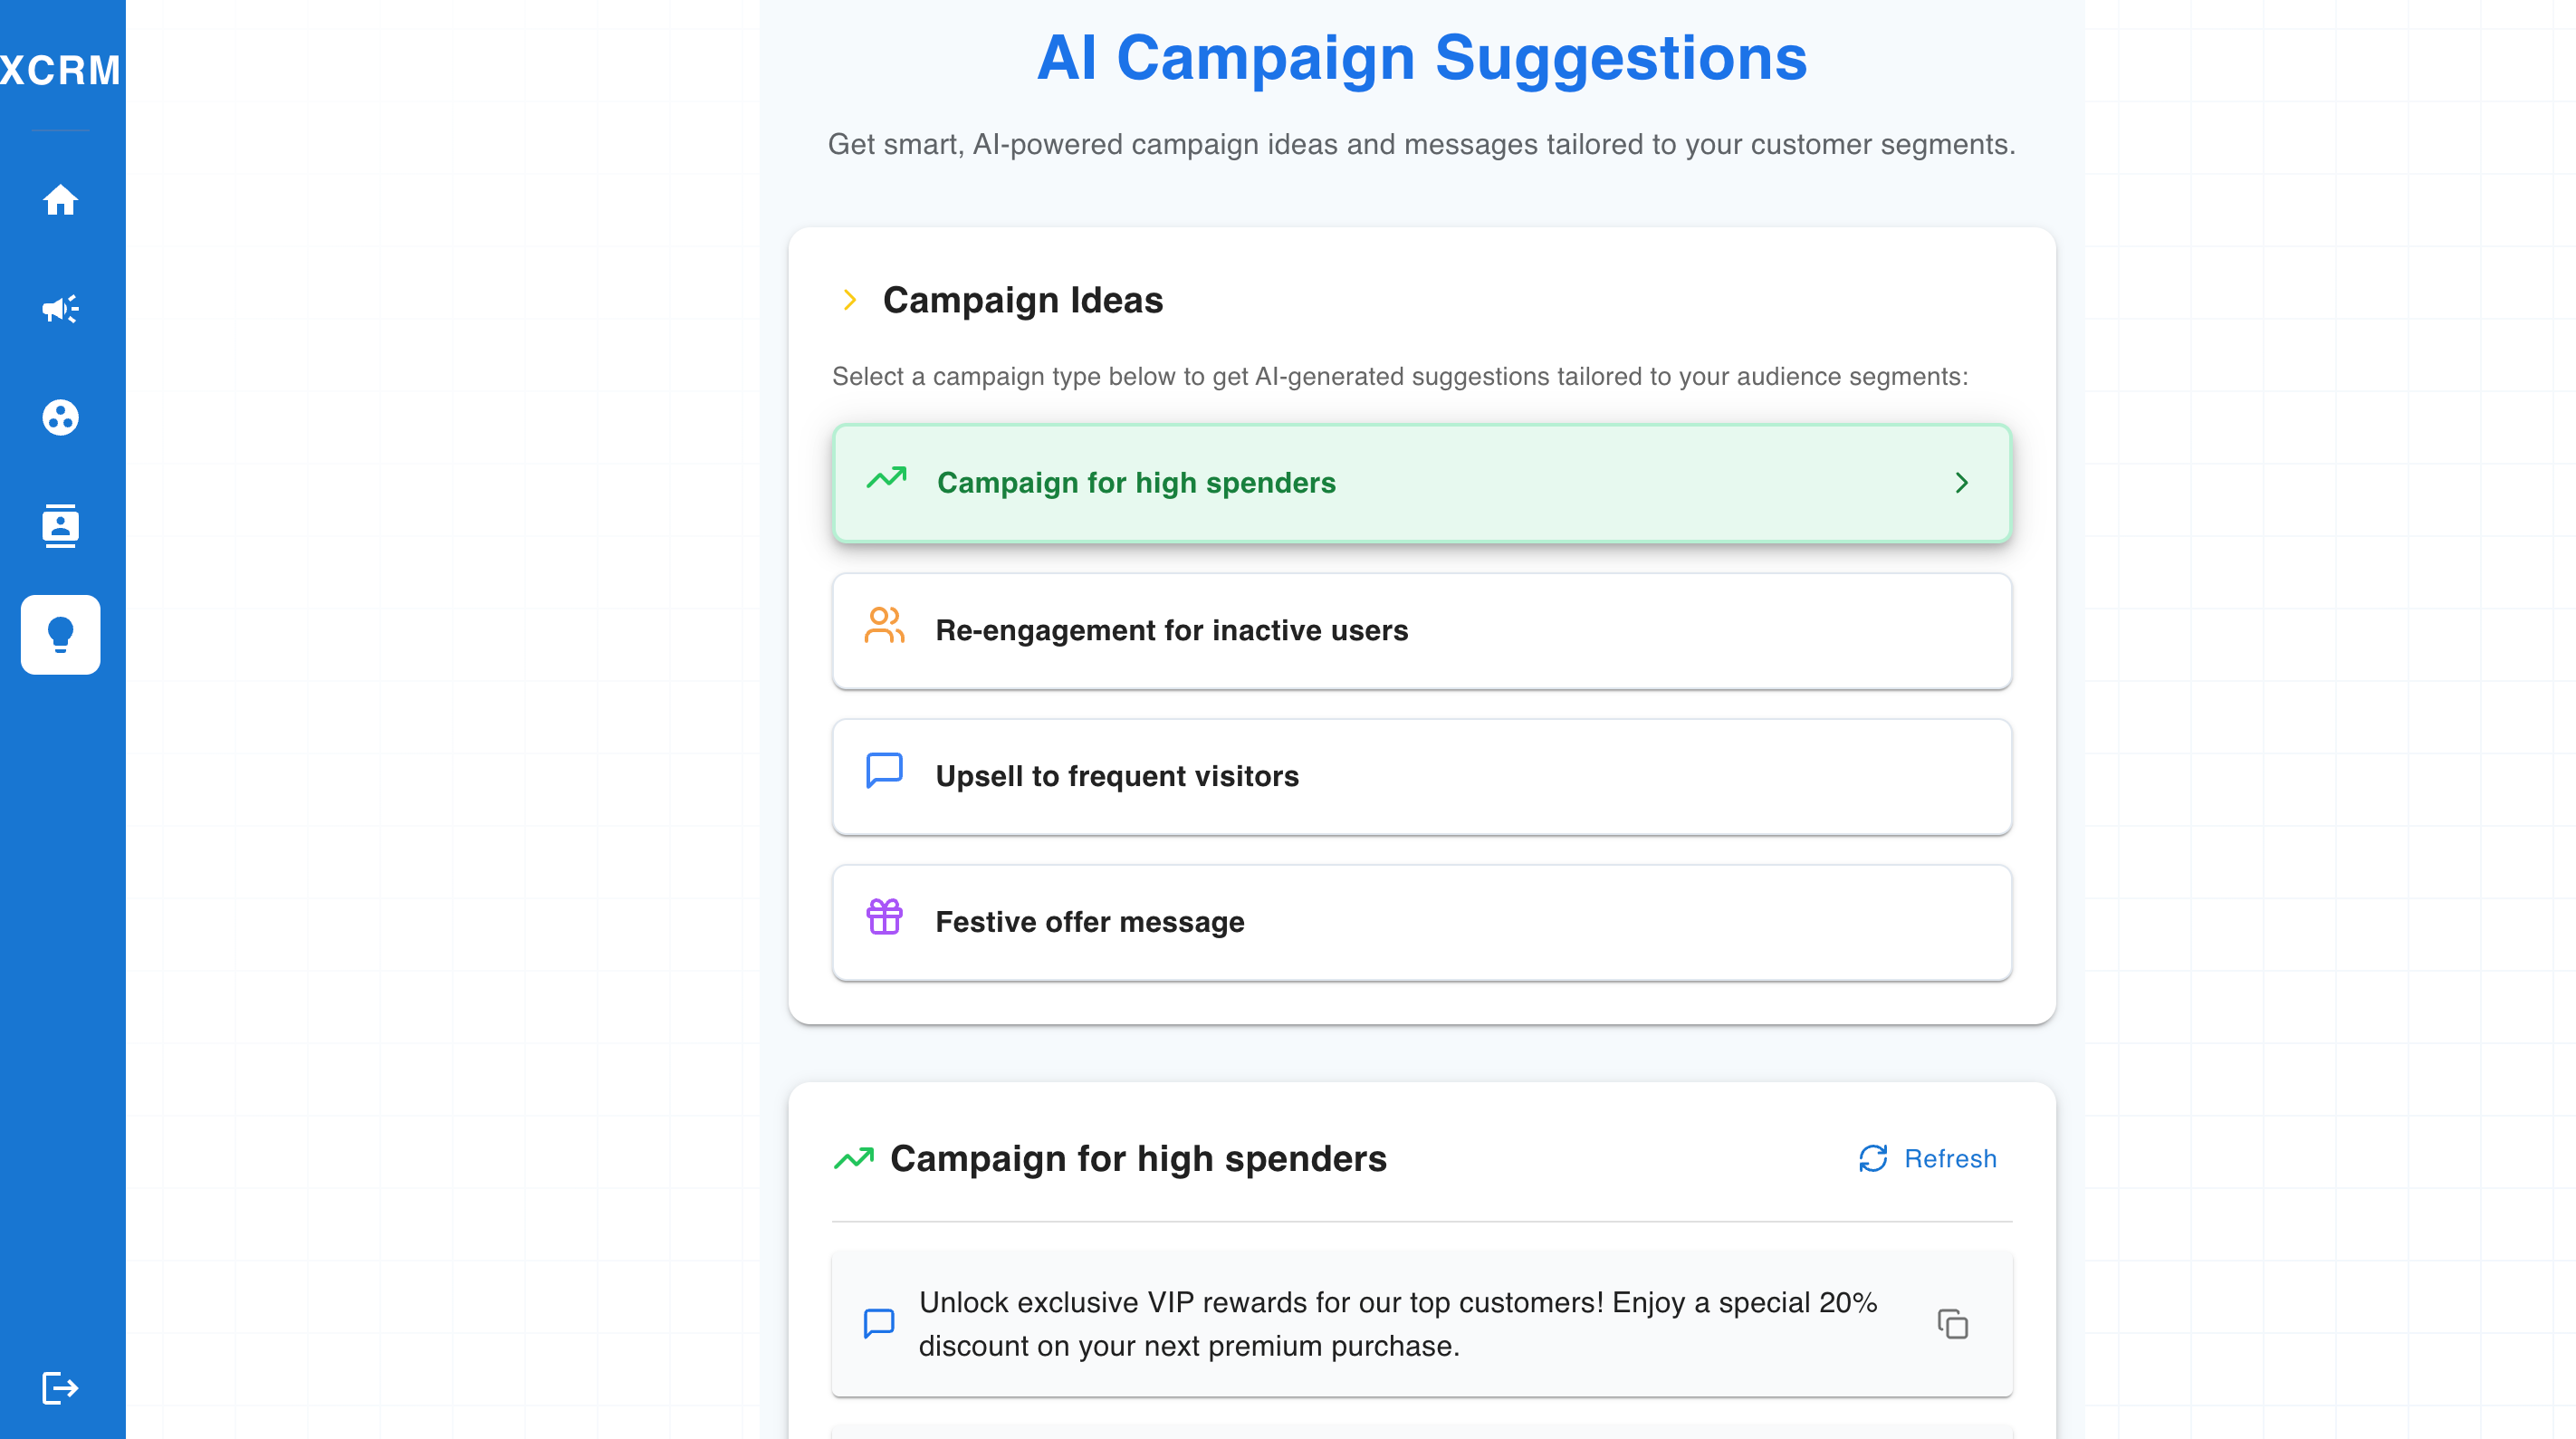 XCRM
AI Campaign Suggestions
Get smart, AI-powered campaign ideas and messages tailored to your customer segments.
Campaign Ideas
Select a campaign type below to get AI-generated suggestions tailored to your audience segments:
Campaign for high spenders
Re-engagement for inactive users
Upsell to frequent visitors
Festive offer message
Campaign for high spenders
Refresh
Unlock exclusive VIP rewards for our top customers! Enjoy a special 20%
discount on your next premium purchase.